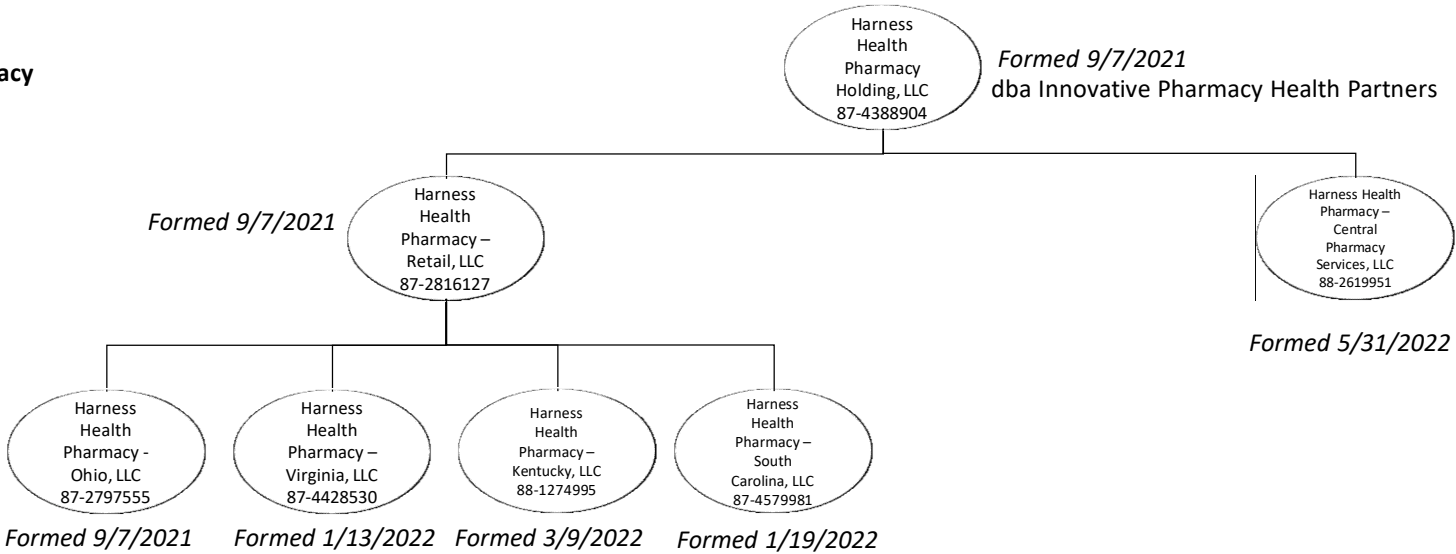 acy
Harness
Health
Pharmacy
Holding, LLC
87-4388904
Formed 9/7/2021
dba Innovative Pharmacy Health Partners
Formed 9/7/2021
Harness
Health
Pharmacy –
Retail, LLC
87-2816127
Harness Health
Pharmacy –
Central
Pharmacy
Services, LLC
88-2619951
Formed 5/31/2022
Harness
Health
Pharmacy -
Ohio, LLC
87-2797555
Formed 9/7/2021
Harness
Health
Pharmacy –
Virginia, LLC
87-4428530
Formed 1/13/2022
Harness
Health
Pharmacy –
Kentucky, LLC
88-1274995
Formed 3/9/2022
Harness
Health
Pharmacy –
South
Carolina, LLC
87-4579981
Formed 1/19/2022